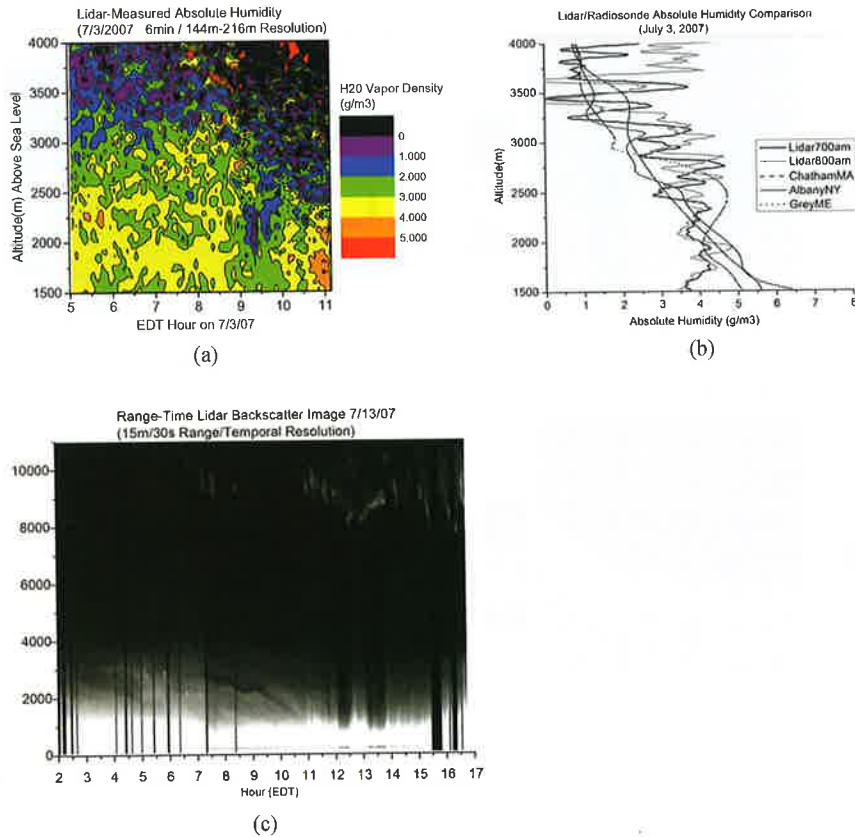 Lidar-Measured Absolute Humidity
(7/3/2007 6min / 144m-216m Resolution)
4000
3500
3000
2500
2000
1500
Altitude(m) Above Sea Level
5 6 7 8 9 10 11
EDT Hour on 7/3/07
H20 Vapor Density
(g/m3)
0
1.000
2.000
3.000
4.000
5.000
(a)
Lidar/Radiosonde Absolute Humidity Comparison
(July 3, 2007)
4000
3500
3000
2500
2000
1500
Altitude(m)
Lidar700am
Lidar800am
ChathamMA
AlbanyNY
GreyME
0 1 2 3 4 5 6 7 8
Absolute Humidity (g/m3)
(b)
Range-Time Lidar Backscatter Image 7/13/07
(15m/30s Range/Temporal Resolution)
10000
8000
6000
4000
2000
0
2 3 4 5 6 7 8 9 10 11 12 13 14 15 16 17
Hour (EDT)
(c)